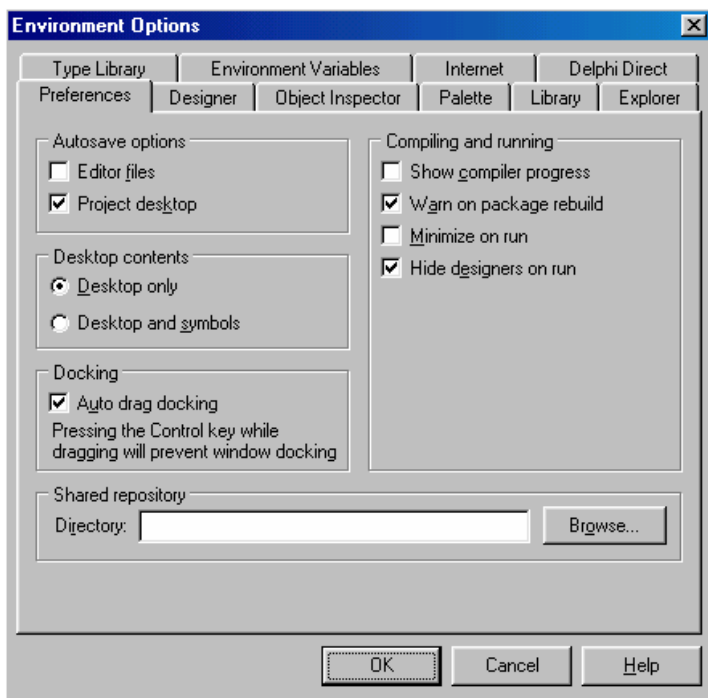 Environment Options
Type Library Environment Variables Internet Delphi Direct
Preferences Designer Object Inspector Palette Library Explorer
Autosave options
Editor files
Project desktop
Desktop contents
Desktop only
Desktop and symbols
Docking
Auto drag docking
Pressing the Control key while
dragging will prevent window docking
Compiling and running
Show compiler progress
Warn on package rebuild
Minimize on run
Hide designers on run
Shared repository
Directory: Browse...
OK Cancel Help